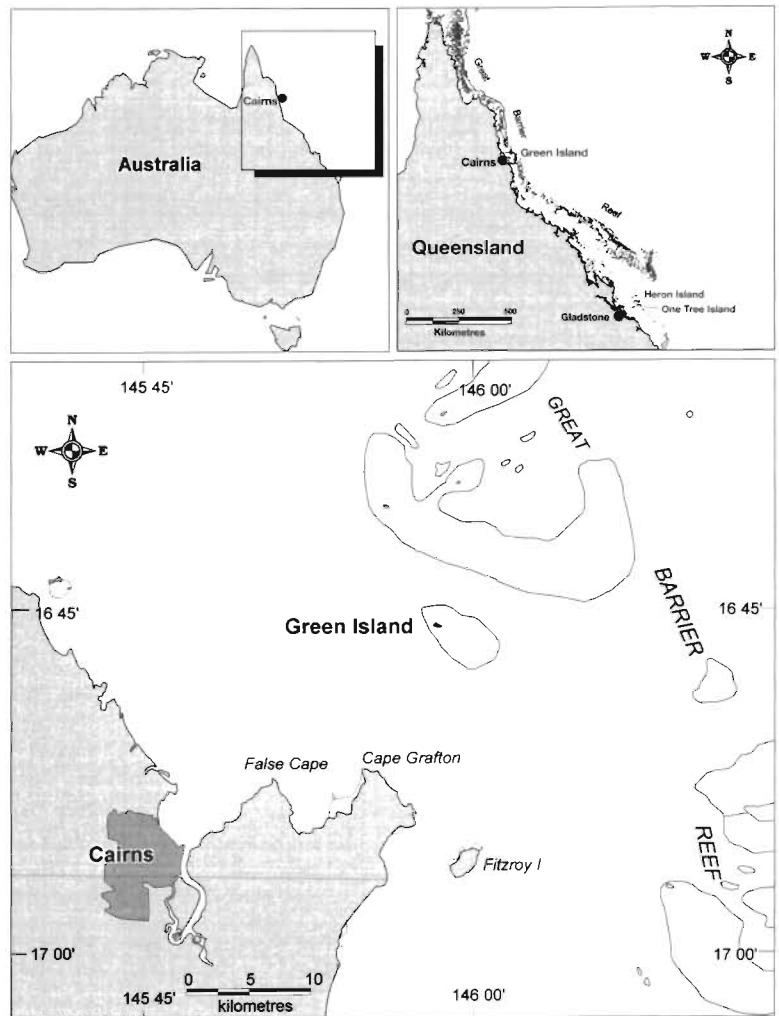 Cairns
Australia
N
W E
S
Great
Barrier
Reef
Green Island
Cairns
Queensland
Heron Island
One Tree Island
Gladstone
0 250 500
Kilometres
145 45' 146 00'
N
W E
S
GREAT
BARRIER
REEF
16 45' 16 45'
Green Island
False Cape Cape Grafton
Cairns
Fitzroy I
17 00' 17 00'
0 5 10
kilometres
145 45' 146 00'